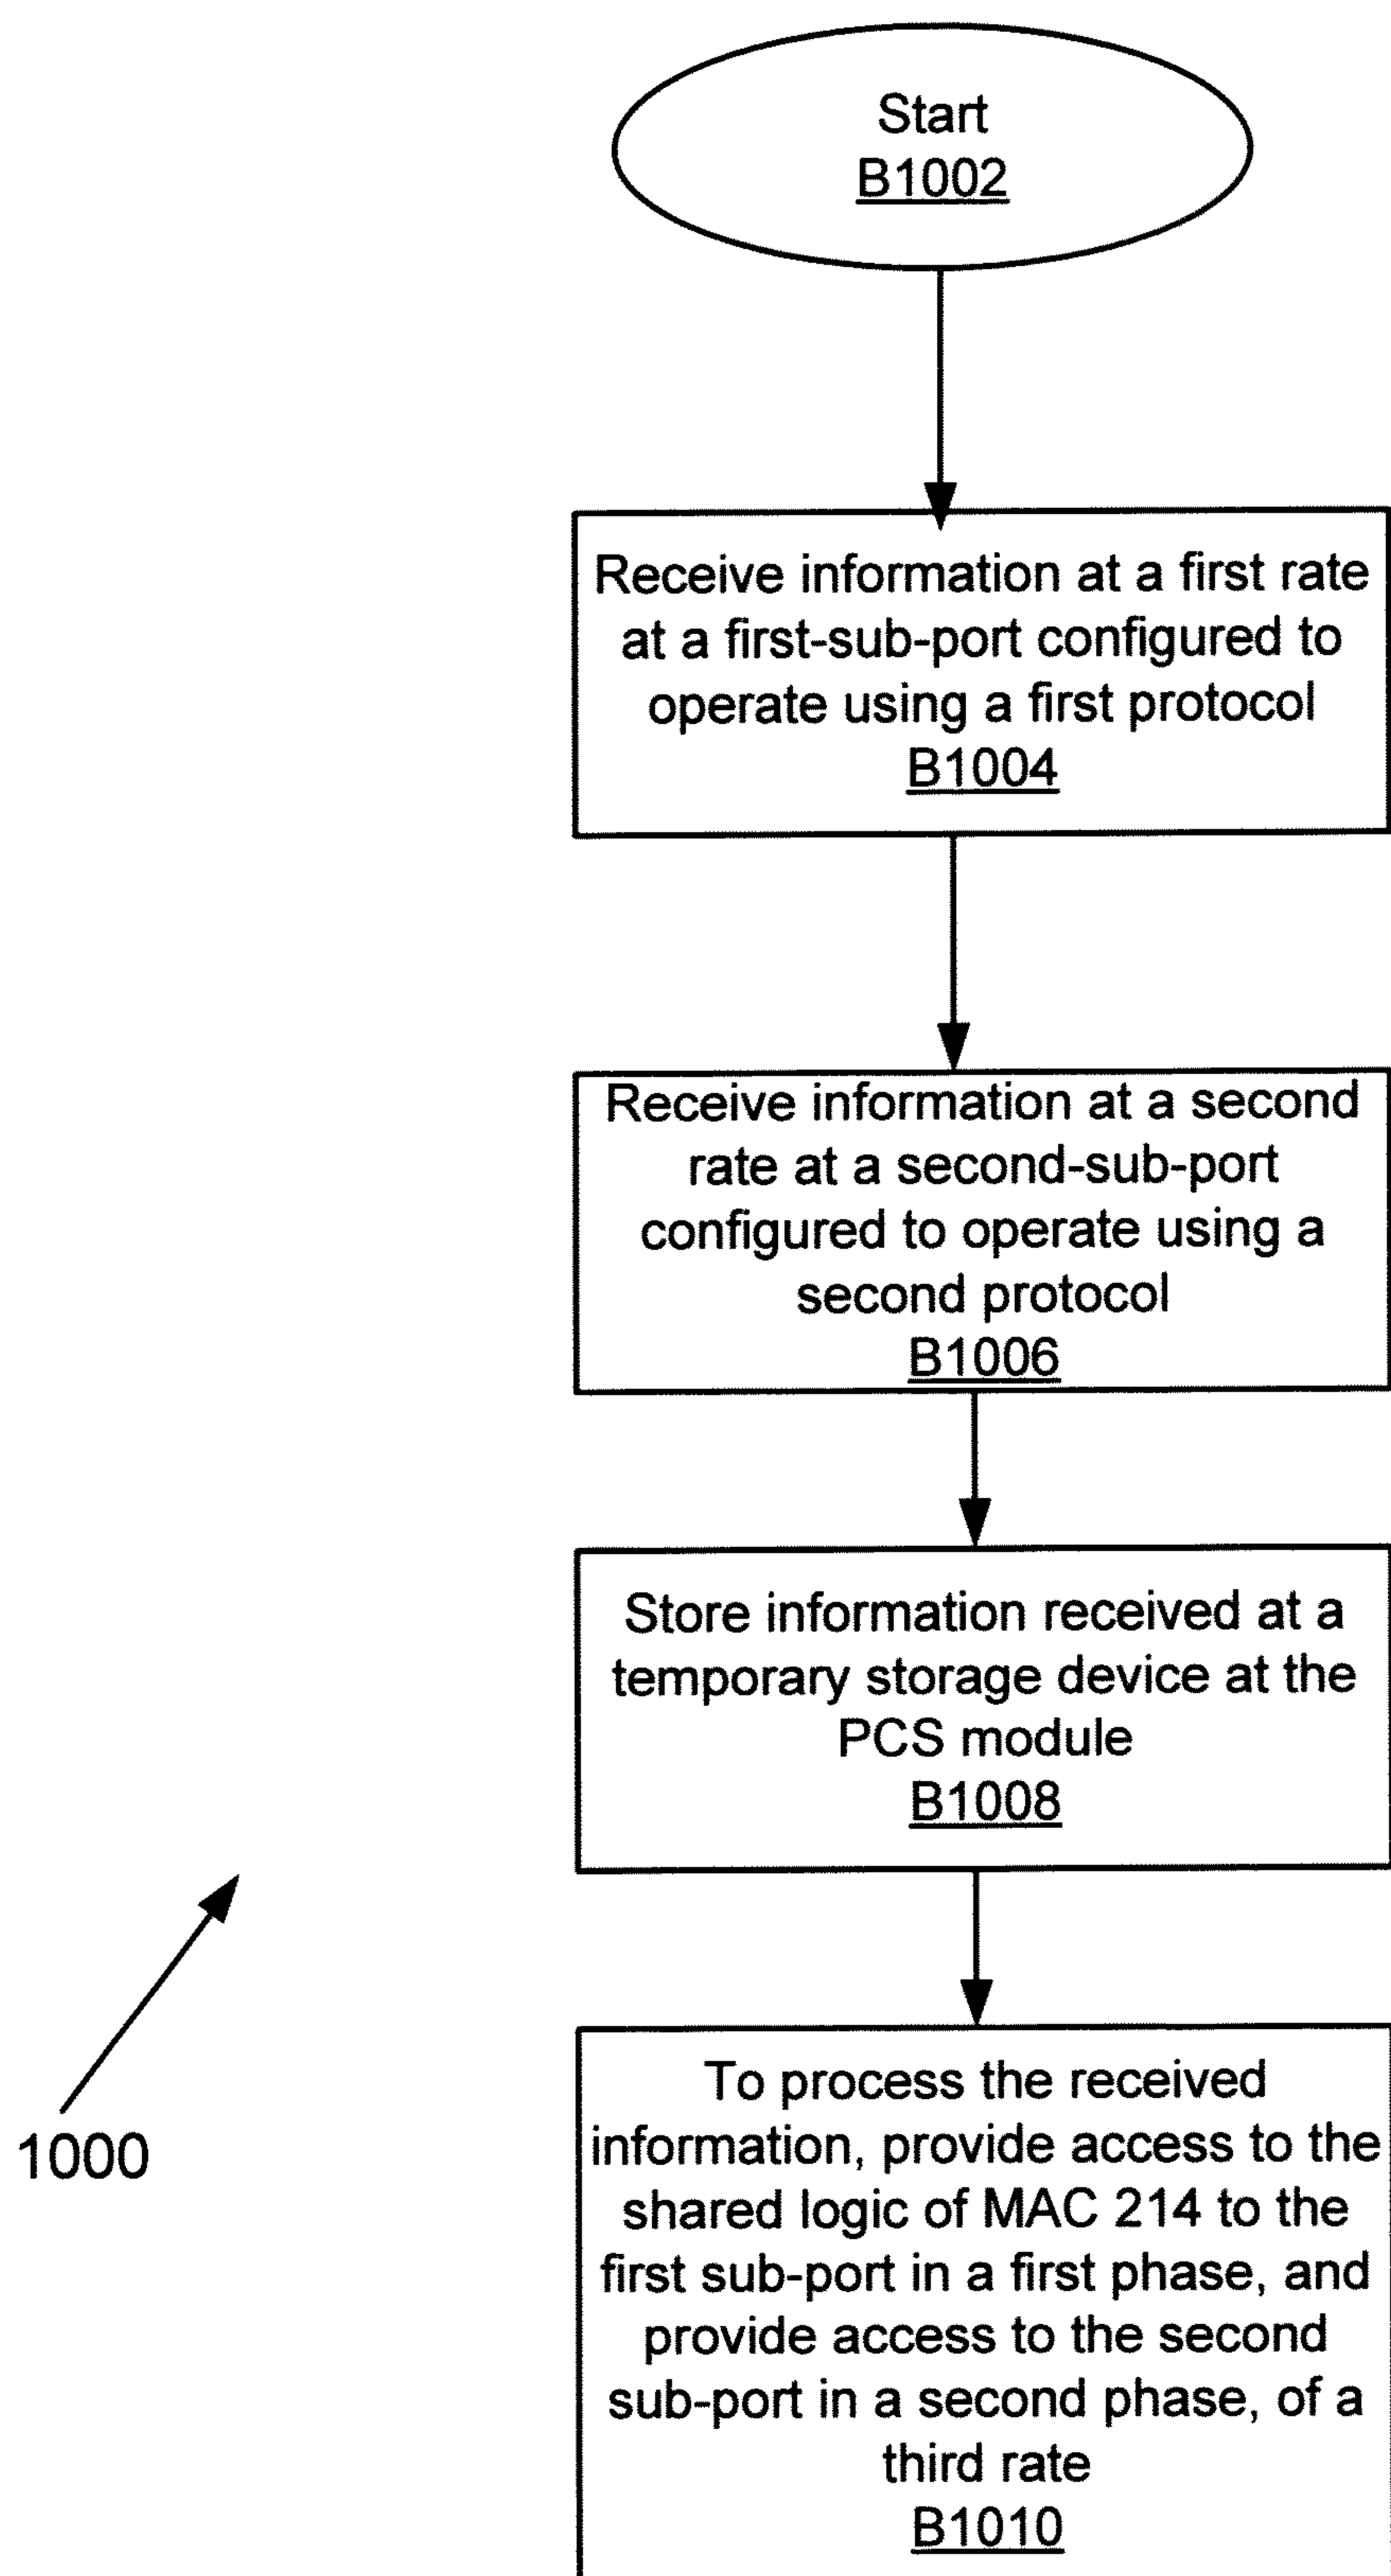 Start
B1002
Receive information at a first rate
at a first-sub-port configured to
operate using a first protocol
B1004
Receive information at a second
rate at a second-sub-port
configured to operate using a
second protocol
B1006
Store information received at a
temporary storage device at the
PCS module
B1008
1000
To process the received
information, provide access to the
shared logic of MAC 214 to the
first sub-port in a first phase, and
provide access to the second
sub-port in a second phase, of a
third rate
B1010